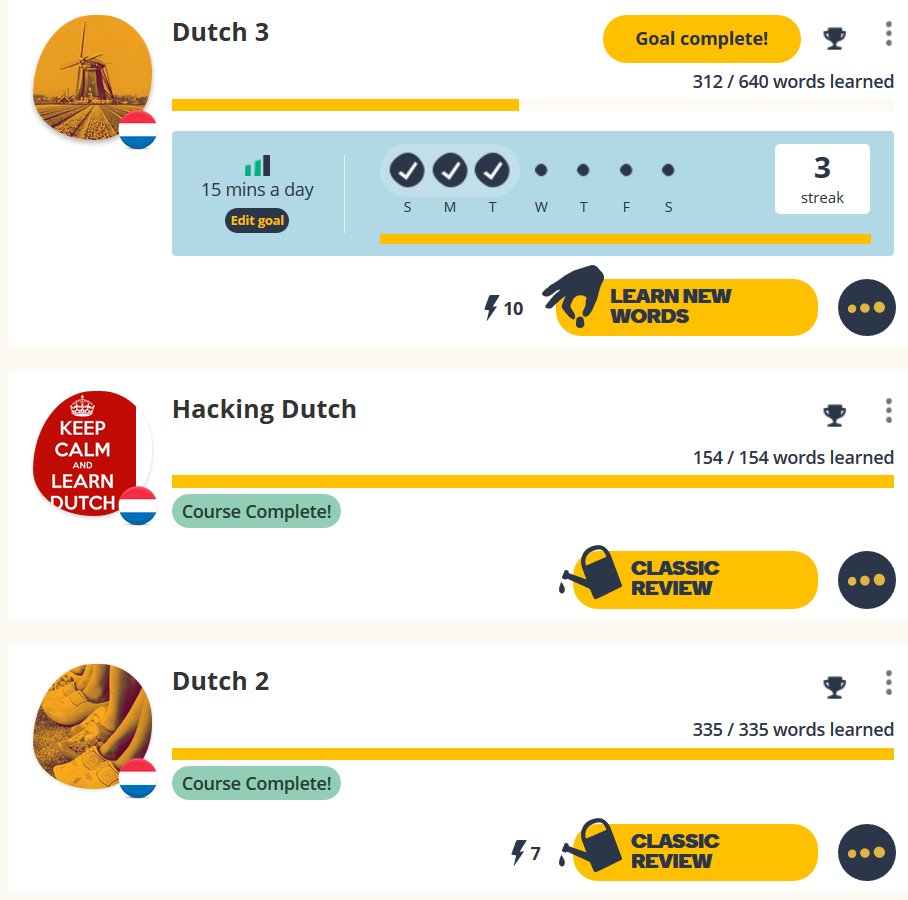 Dutch 3
Goal complete!
312 / 640 words learned
15 mins a day
Edit goal
S M T W T F S
3
streak
10
LEARN NEW
WORDS
Hacking Dutch
KEEP
CALM
AND
LEARN
DUTCH
154 / 154 words learned
Course Complete!
CLASSIC
REVIEW
Dutch 2
335 / 335 words learned
Course Complete!
7
CLASSIC
REVIEW